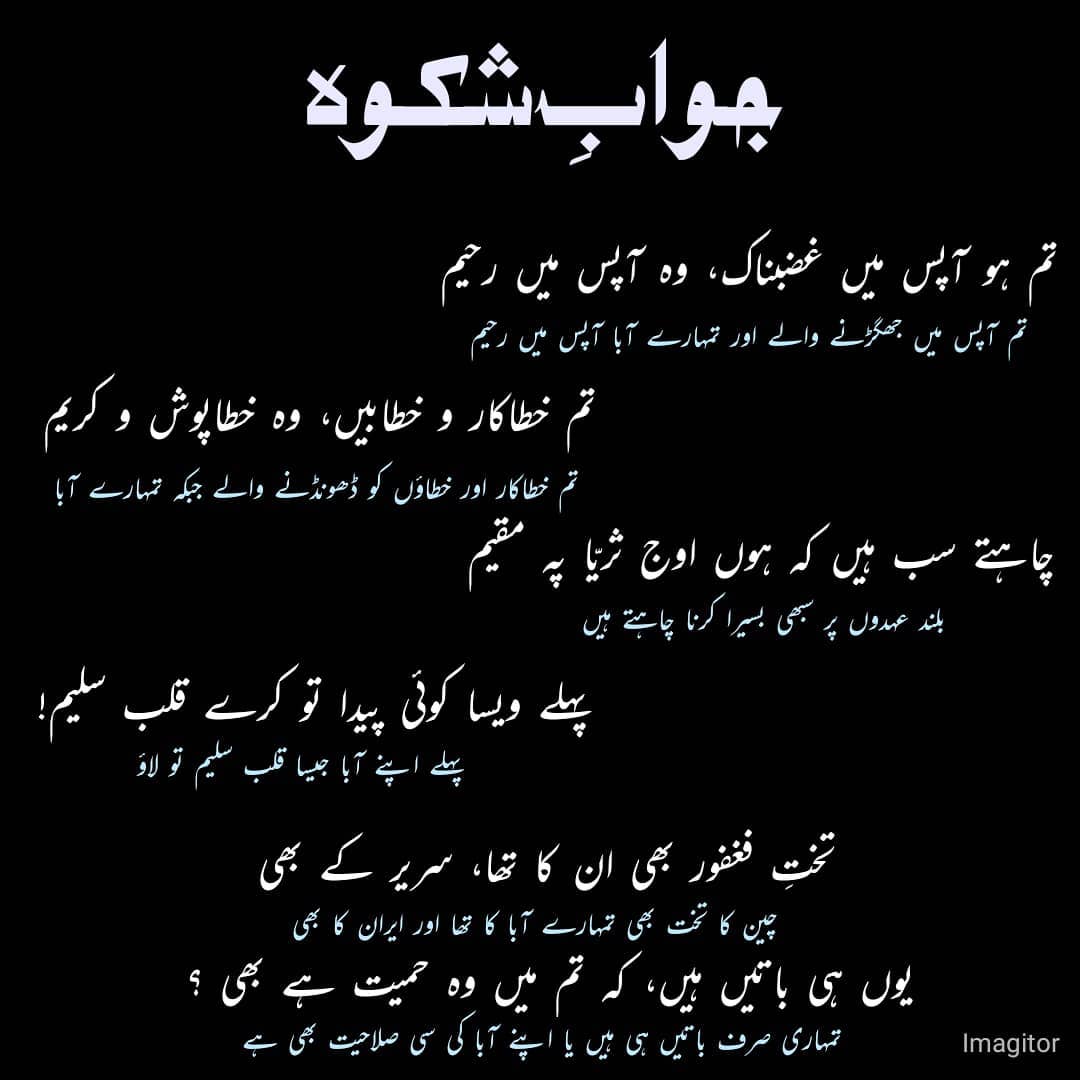 جوابِ شکوہ
تم ہو آپس میں غضبناک، وہ آپس میں رحیم
تم آپس میں جھگڑنے والے اور تمہارے آبا آپس میں رحیم
تم خطاکار و خطابیں، وہ خطاپوش و کریم
تم خطاکار اور خطاؤں کو ڈھونڈنے والے جبکہ تمہارے آبا
چاہتے سب ہیں کہ ہوں اوج ثریّا پہ مقیم
بلند عہدوں پر سبھی بسیرا کرنا چاہتے ہیں
پہلے ویسا کوئی پیدا تو کرے قلب سلیم!
پہلے اپنے آبا جیسا قلب سلیم تو لاؤ
تختِ فغفور بھی ان کا تھا، سریر کے بھی
چین کا تخت بھی تمہارے آبا کا تھا اور ایران کا بھی
یوں ہی باتیں ہیں، کہ تم میں وہ حمیت ہے بھی ؟
تمہاری صرف باتیں ہی ہیں یا اپنے آبا کی سی صلاحیت بھی ہے
Imagitor